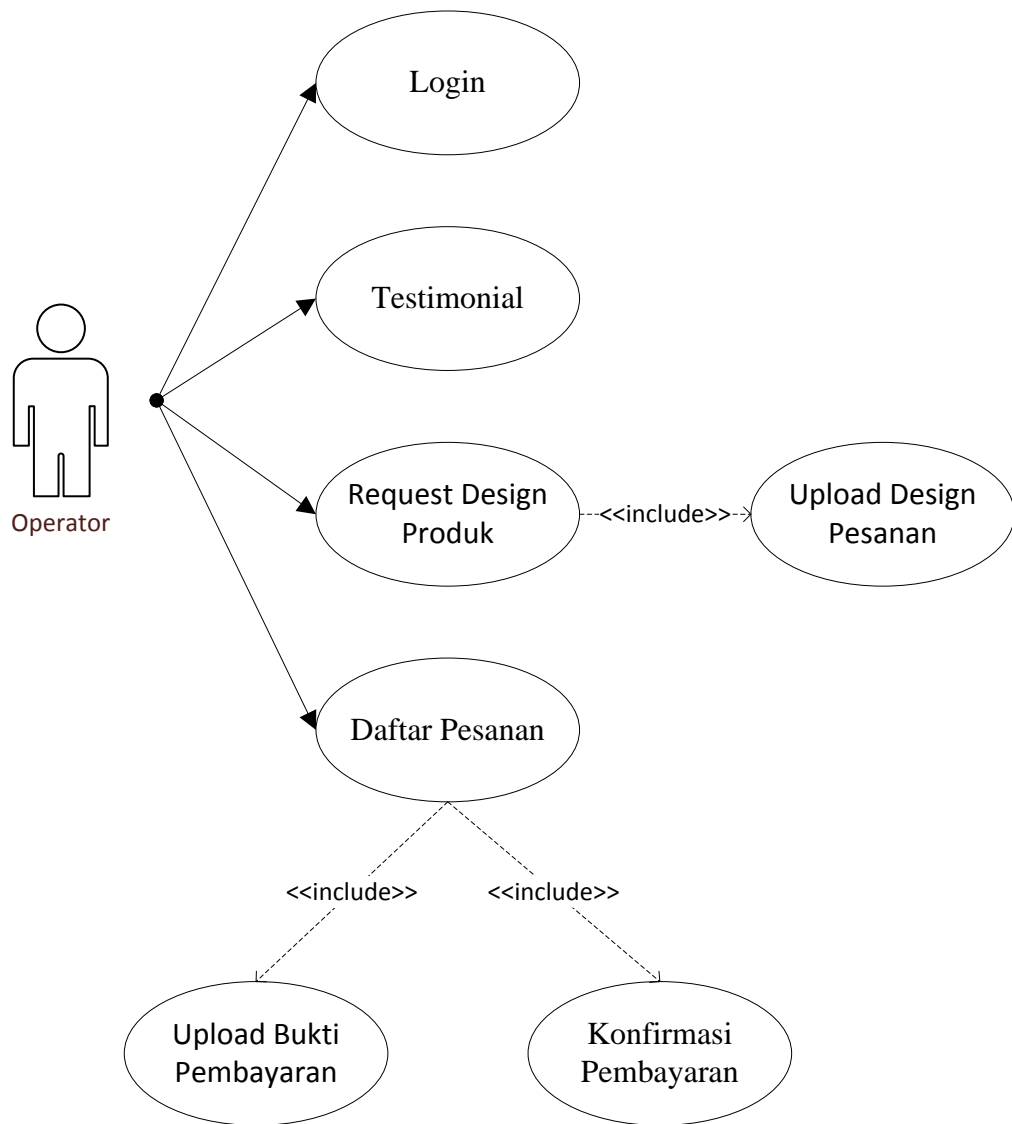 Login
Testimonial
Operator
Request Design
Produk
<<include>>
Upload Design
Pesanan
Daftar Pesanan
<<include>>
<<include>>
Upload Bukti
Pembayaran
Konfirmasi
Pembayaran